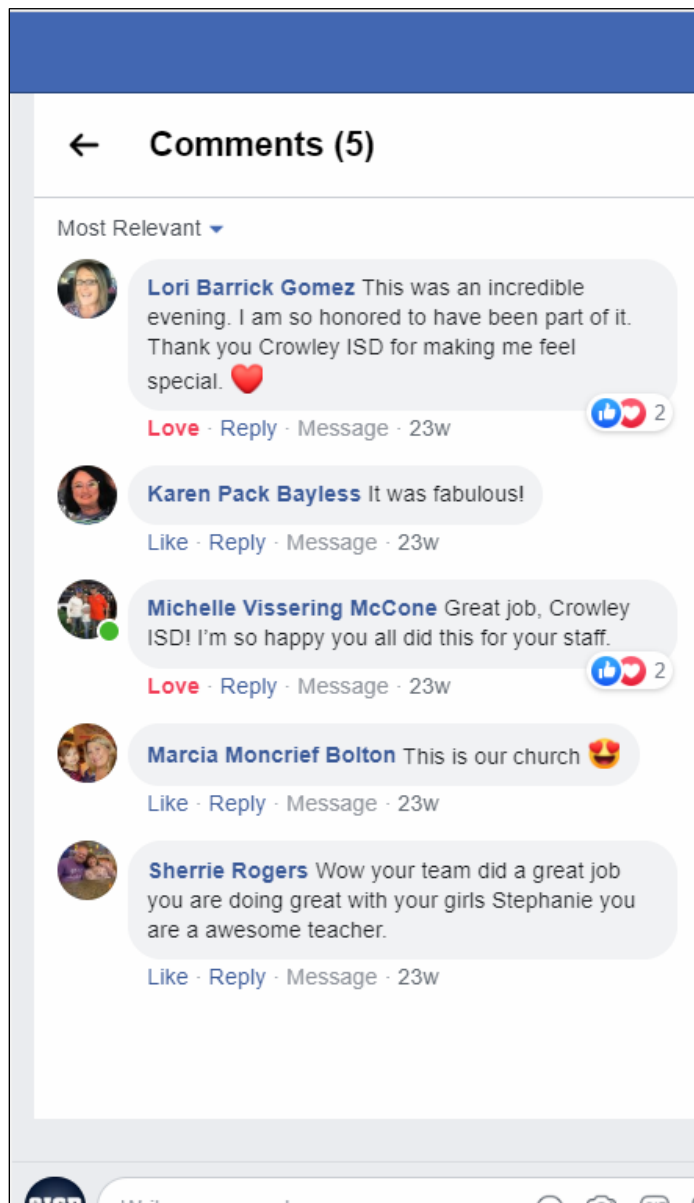 Comments (5)
Most Relevant
Lori Barrick Gomez This was an incredible
evening. I am so honored to have been part of it.
Thank you Crowley ISD for making me feel
special.
2
Love · Reply · Message · 23w
Karen Pack Bayless It was fabulous!
Like · Reply · Message · 23w
Michelle Vissering McCone Great job, Crowley
ISD! I'm so happy you all did this for your staff.
2
Love · Reply · Message · 23w
Marcia Moncrief Bolton This is our church
Like · Reply · Message · 23w
Sherrie Rogers Wow your team did a great job
you are doing great with your girls Stephanie you
are a awesome teacher.
Like · Reply · Message · 23w